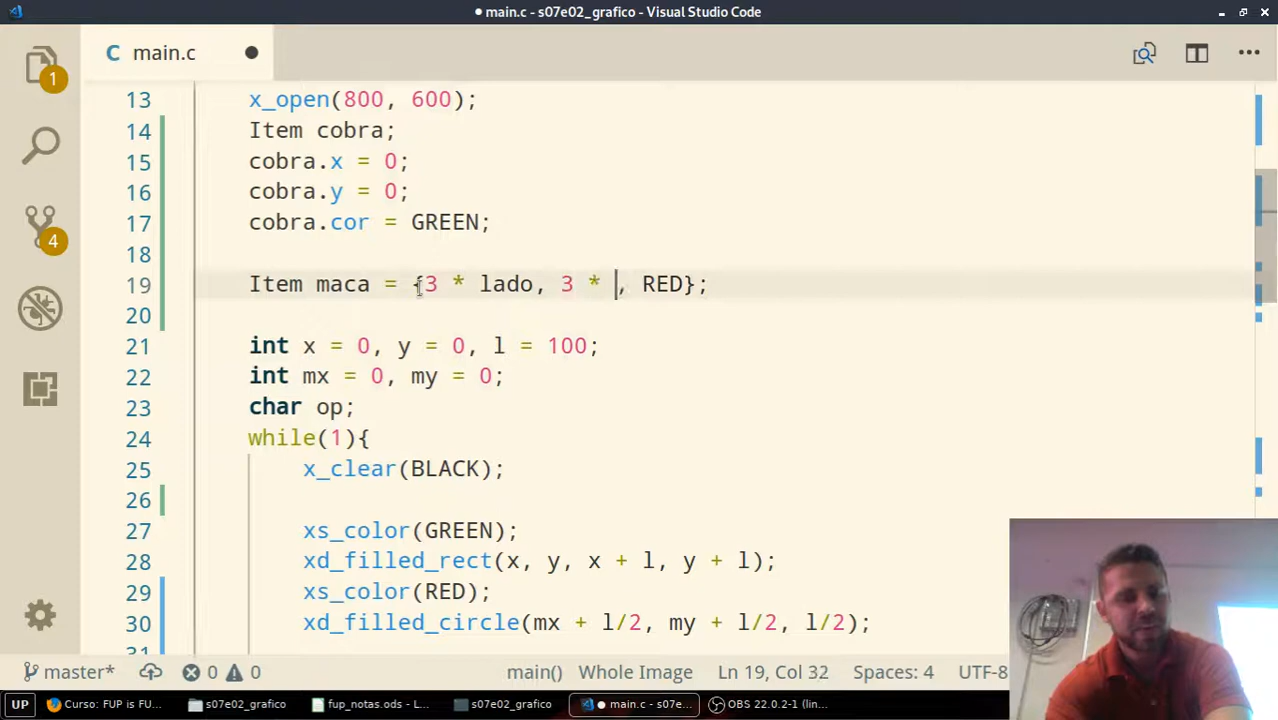 ● main.c - s07e02_grafico - Visual Studio Code
C main.c ●
1
4
13 x_open(800, 600);
14 Item cobra;
15 cobra.x = 0;
16 cobra.y = 0;
17 cobra.cor = GREEN;
18
19 Item maca = {3 * lado, 3 * , RED};
20
21 int x = 0, y = 0, l = 100;
22 int mx = 0, my = 0;
23 char op;
24 while(1){
25 x_clear(BLACK);
26
27 xs_color(GREEN);
28 xd_filled_rect(x, y, x + l, y + l);
29 xs_color(RED);
30 xd_filled_circle(mx + l/2, my + l/2, l/2);
31
master* 0 0 main() Whole Image Ln 19, Col 32 Spaces: 4 UTF-8
UP Curso: FUP is FU... s07e02_grafico fup_notas.ods - L... s07e02_grafico ● main.c - s07e... OBS 22.0.2-1 (lin...